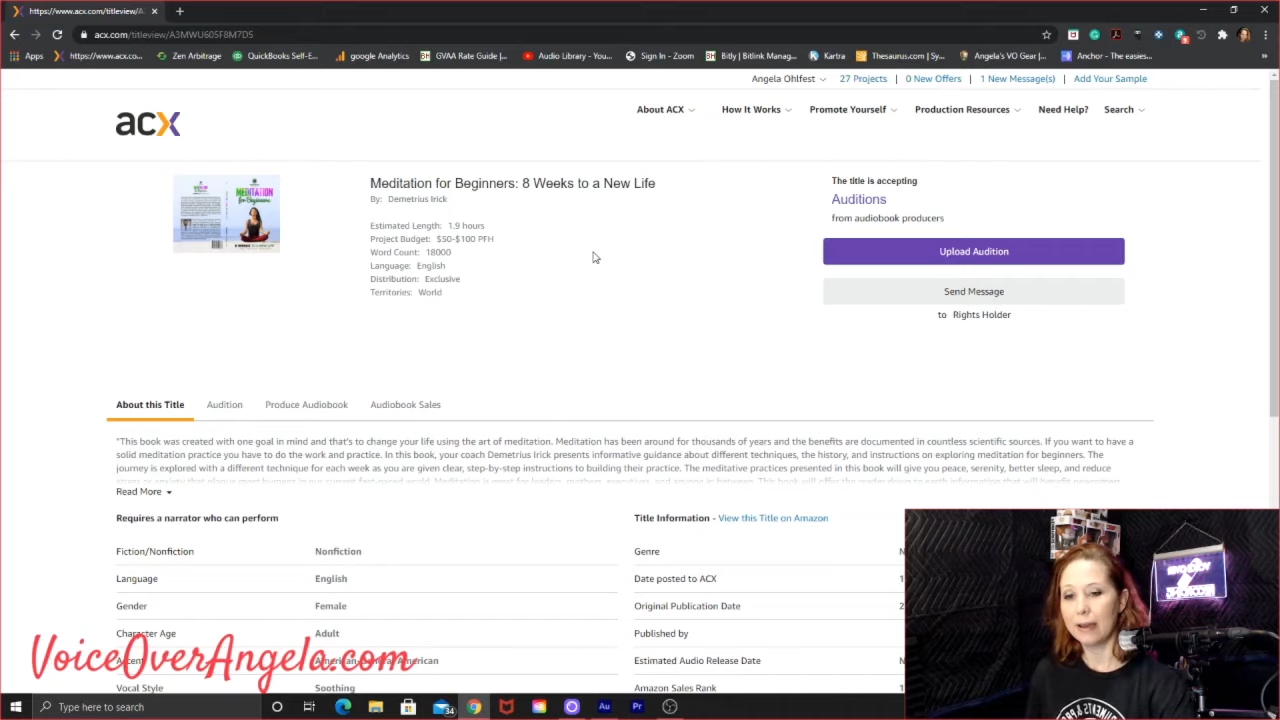 https://www.acx.com/titleview/A
acx.com/titleview/A3MWU605F8M7D5
Apps
https://www.acx.co...
Zen Arbitrage
QuickBooks Self-E...
google Analytics
GVAA Rate Guide |...
Audio Library - You...
Sign In - Zoom
Bitly | Bitlink Manag...
Kartra
Thesaurus.com | Sy...
Angela's VO Gear |...
Anchor - The easies...
Angela Ohlfest
27 Projects | 0 New Offers | 1 New Message(s) | Add Your Sample
acx
About ACX
How It Works
Promote Yourself
Production Resources
Need Help?
Search
MEDITATION
for Beginners
Meditation for Beginners: 8 Weeks to a New Life
By: Demetrius Irick
Estimated Length: 1.9 hours
Project Budget: $50-$100 PFH
Word Count: 18000
Language: English
Distribution: Exclusive
Territories: World
The title is accepting
Auditions
from audiobook producers
Upload Audition
Send Message
to Rights Holder
About this Title
Audition
Produce Audiobook
Audiobook Sales
"This book was created with one goal in mind and that's to change your life using the art of meditation. Meditation has been around for thousands of years and the benefits are documented in countless scientific sources. If you want to have a
solid meditation practice you have to do the work and practice. In this book, your coach Demetrius Irick presents informative guidance about different techniques, the history, and instructions on exploring meditation for beginners. The
journey is explored with a different technique for each week as you are given clear, step-by-step instructions to building their practice. The meditative practices presented in this book will give you peace, serenity, better sleep, and reduce
Read More
Requires a narrator who can perform
Fiction/Nonfiction Nonfiction
Language English
Gender Female
Character Age Adult
Accent American-General American
Vocal Style Soothing
Title Information - View this Title on Amazon
Genre N
Date posted to ACX 1
Original Publication Date 2
Published by
Estimated Audio Release Date N
Amazon Sales Rank 1
VoiceOverAngela.com
Type here to search
34